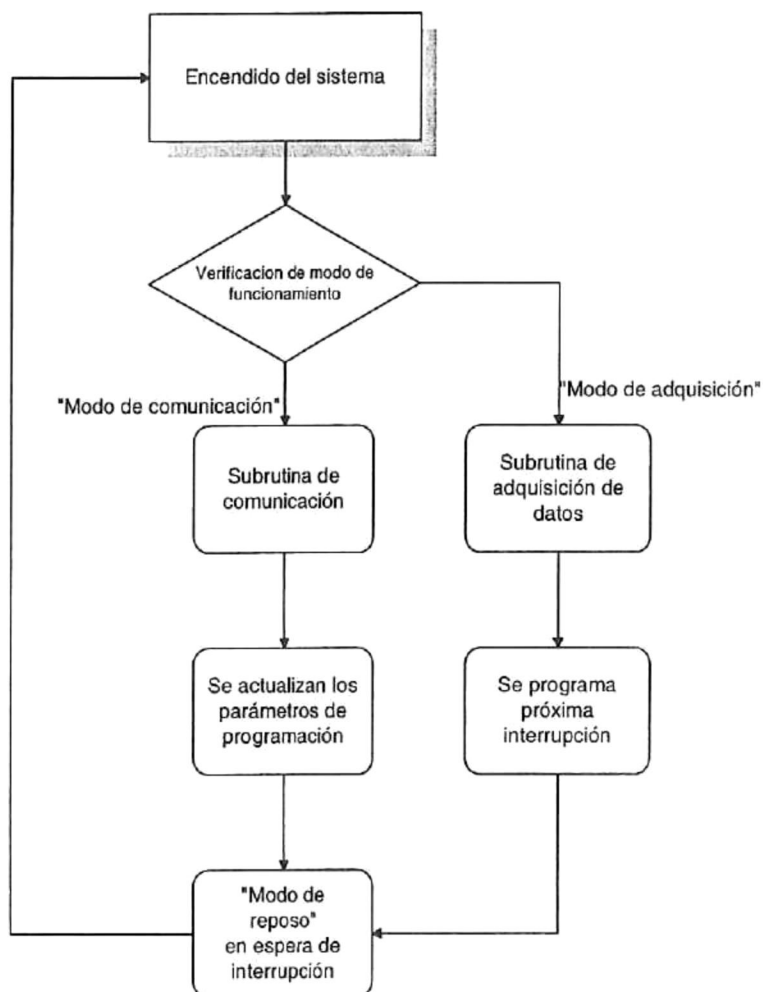 Encendido del sistema
Verificacion de modo de
funcionamiento
"Modo de comunicación"
"Modo de adquisición"
Subrutina de
comunicación
Subrutina de
adquisición de
datos
Se actualizan los
parámetros de
programación
Se programa
próxima
interrupción
"Modo de
reposo"
en espera de
interrupción